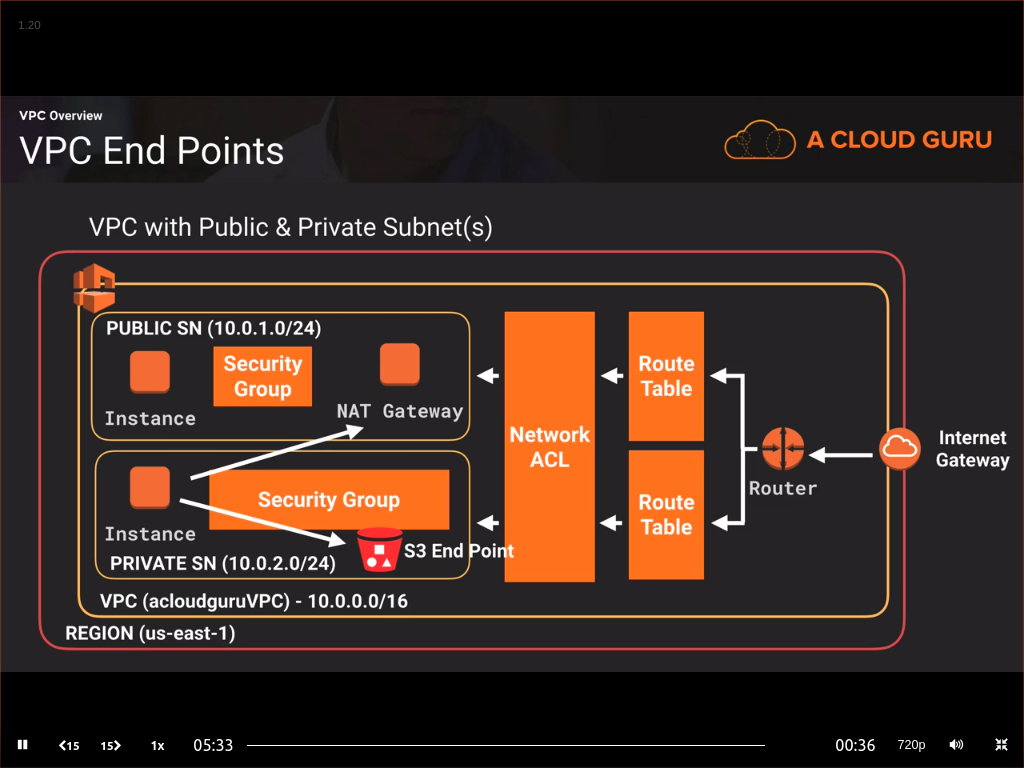 1.20
VPC Overview
VPC End Points
A CLOUD GURU
VPC with Public & Private Subnet(s)
PUBLIC SN (10.0.1.0/24)
Security
Group
Instance
NAT Gateway
Instance
Security Group
S3 End Point
PRIVATE SN (10.0.2.0/24)
VPC (acloudguruVPC) - 10.0.0.0/16
REGION (us-east-1)
Network
ACL
Route
Table
Route
Table
Router
Internet
Gateway
15
15
1x
05:33
00:36
720p